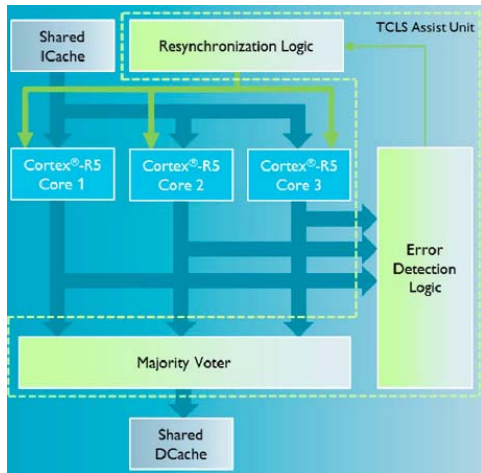 Shared
ICache
Resynchronization Logic
TCLS Assist Unit
Cortex®-R5
Core 1
Cortex®-R5
Core 2
Cortex®-R5
Core 3
Error
Detection
Logic
Majority Voter
Shared
DCache